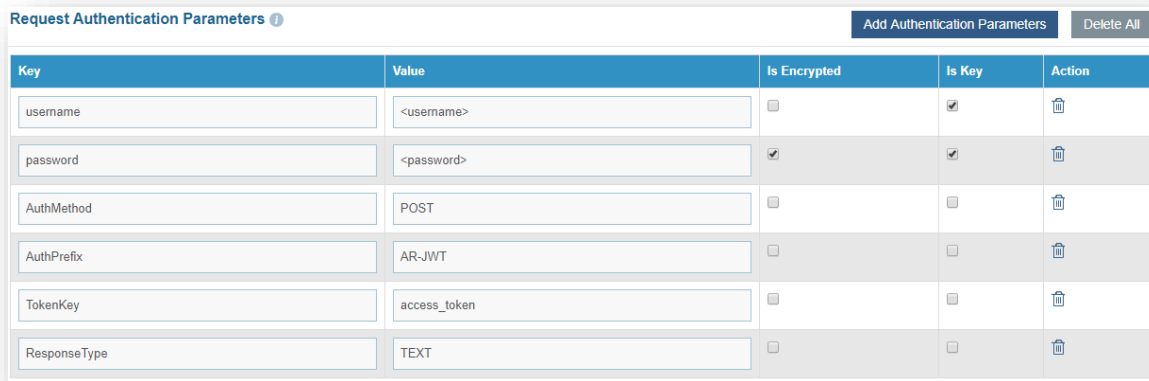 Request Authentication Parameters i
Add Authentication Parameters Delete All
Key Value Is Encrypted Is Key Action
username <username>
password <password>
AuthMethod POST
AuthPrefix AR-JWT
TokenKey access_token
ResponseType TEXT